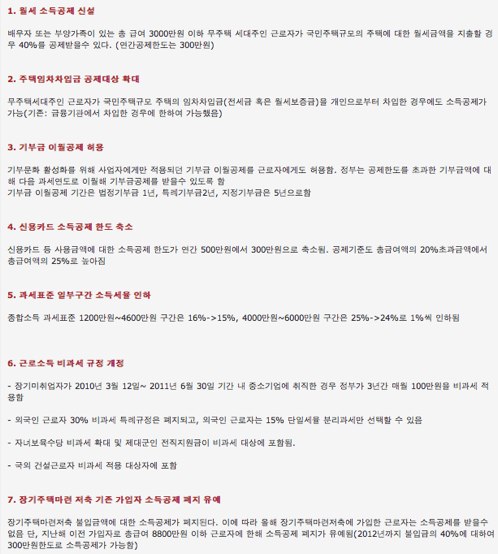 1. 월세 소득공제 신설
배우자 또는 부양가족이 있는 총 급여 3000만원 이하 무주택 세대주인 근로자가 국민주택규모의 주택에 대한 월세금액을 지출할 경
우 40%를 공제받을수 있다. (연간공제한도는 300만원)
2. 주택임차차입금 공제대상 확대
무주택세대주인 근로자가 국민주택규모 주택의 임차차입금(전세금 혹은 월세보증금)을 개인으로부터 차입한 경우에도 소득공제가
가능(기존: 금융기관에서 차입한 경우에 한하여 가능했음)
3. 기부금 이월공제 허용
기부문화 활성화를 위해 사업자에게만 적용되던 기부금 이월공제를 근로자에게도 허용함. 정부는 공제한도를 초과한 기부금액에 대
해 다음 과세연도로 이월해 기부금공제를 받을수 있도록 함
기부금 이월공제 기간은 법정기부금 1년, 특례기부금2년, 지정기부금은 5년으로함
4. 신용카드 소득공제 한도 축소
신용카드 등 사용금액에 대한 소득공제 한도가 연간 500만원에서 300만원으로 축소됨. 공제기준도 총급여의 20%초과금액에서
총급여의 25%로 높아짐
5. 과세표준 일부구간 소득세율 인하
종합소득 과세표준 1200만원~4600만원 구간은 16%->15%, 4000만원~6000만원 구간은 25%->24%로 1%씩 인하됨
6. 근로소득 비과세 규정 개정
- 장기미취업자가 2010년 3월 12일~ 2011년 6월 30일 기간 내 중소기업에 취직한 경우 정부가 3년간 매월 100만원을 비과세 적
용함
- 외국인 근로자 30% 비과세 특례규정은 폐지되고, 외국인 근로자는 15% 단일세율 분리과세만 선택할 수 있음
- 자녀보육수당 비과세 확대 및 제대군인 전직지원금이 비과세 대상에 포함됨.
- 국외 건설근로자 비과세 적용 대상자에 포함
7. 장기주택마련 저축 기존 가입자 소득공제 폐지 유예
장기주택마련저축 불입금액에 대한 소득공제가 폐지된다. 이에 따라 올해 장기주택마련저축에 가입한 근로자는 소득공제를 받을수
없음 단, 지난해 이전 가입자로 총급여 8800만원 이하 근로자에 한해 소득공제 폐지가 유예됨(2012년까지 불입금의 40%에 대하여
300만원한도로 소득공제가 가능함)